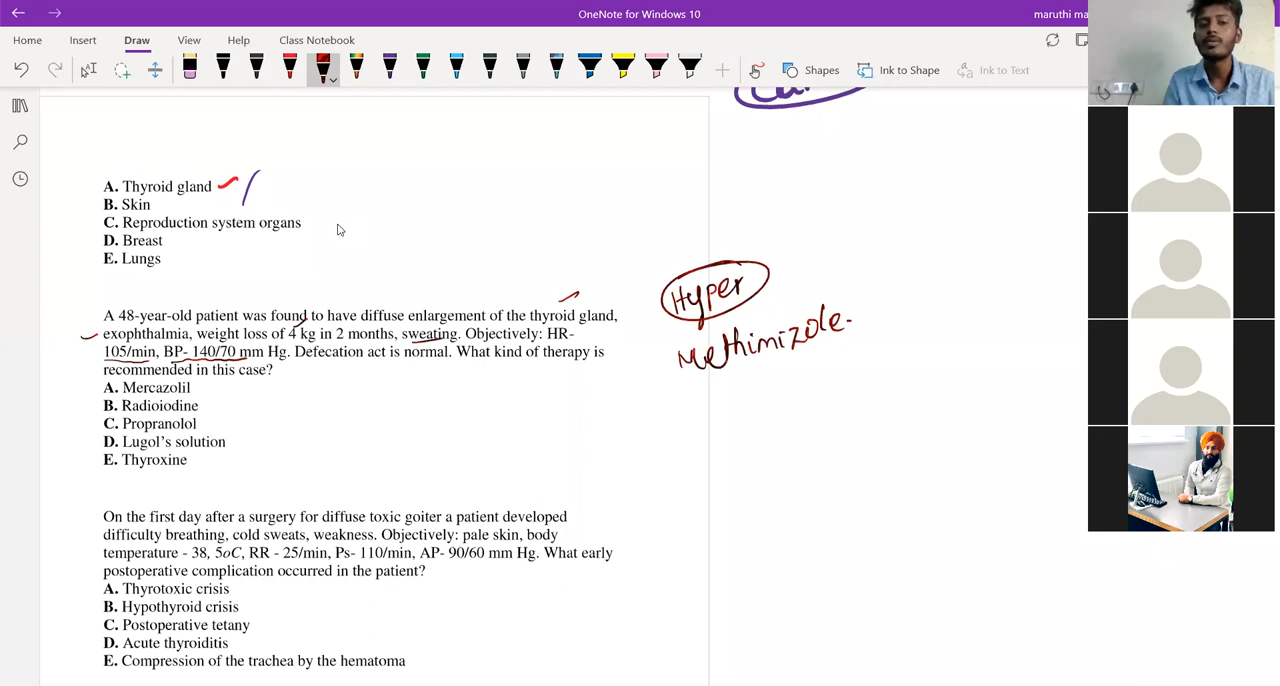 OneNote for Windows 10
maruthi ma
Home Insert Draw View Help Class Notebook
Shapes Ink to Shape Ink to Text
A. Thyroid gland
B. Skin
C. Reproduction system organs
D. Breast
E. Lungs
A 48-year-old patient was found to have diffuse enlargement of the thyroid gland,
exophthalmia, weight loss of 4 kg in 2 months, sweating. Objectively: HR-
105/min, BP- 140/70 mm Hg. Defecation act is normal. What kind of therapy is
recommended in this case?
A. Mercazolil
B. Radioiodine
C. Propranolol
D. Lugol's solution
E. Thyroxine
Hyper
Methimizole.
On the first day after a surgery for diffuse toxic goiter a patient developed
difficulty breathing, cold sweats, weakness. Objectively: pale skin, body
temperature - 38, 5oC, RR - 25/min, Ps- 110/min, AP- 90/60 mm Hg. What early
postoperative complication occurred in the patient?
A. Thyrotoxic crisis
B. Hypothyroid crisis
C. Postoperative tetany
D. Acute thyroiditis
E. Compression of the trachea by the hematoma